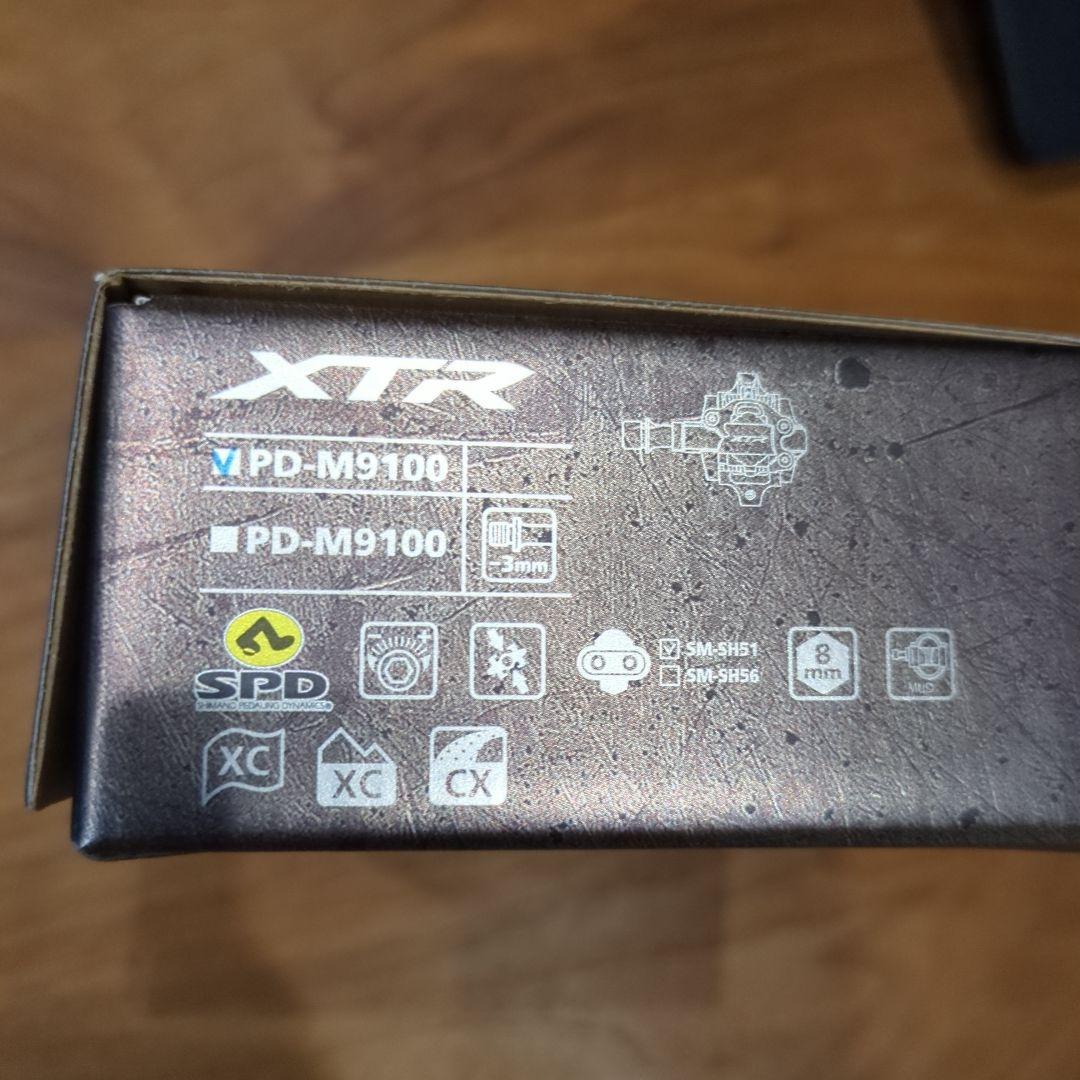 XTR
PD-M9100
PD-M9100
-3mm
SPD
SHIMANO PEDALING DYNAMICS®
- +
SM-SH51
SM-SH56
8
mm
MUD
XC
XC
CX